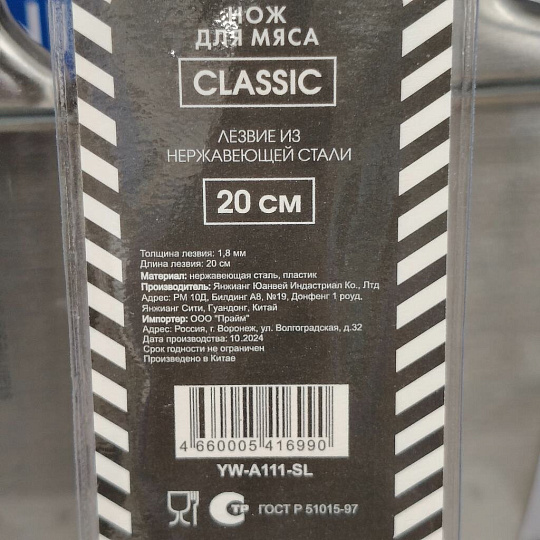 НОЖ
ДЛЯ МЯСА
CLASSIC
ЛЕЗВИЕ ИЗ
НЕРЖАВЕЮЩЕЙ СТАЛИ
20 СМ
Толщина лезвия: 1,8 мм
Длина лезвия: 20 см
Материал: нержавеющая сталь, пластик
Производитель: Янжианг Юанвей Индастриал Ко., Лтд
Адрес: РМ 10Д, Билдинг А8, №19, Донфенг 1 роуд,
Янжианг Сити, Гуандонг, Китай
Импортер: ООО "Прайм"
Адрес: Россия, г. Воронеж, ул. Волгоградская, д.32
Дата производства: 10.2024
Срок годности не ограничен
Произведено в Китае
4 660005 416990
YW-A111-SL
СТР ГОСТ Р 51015-97